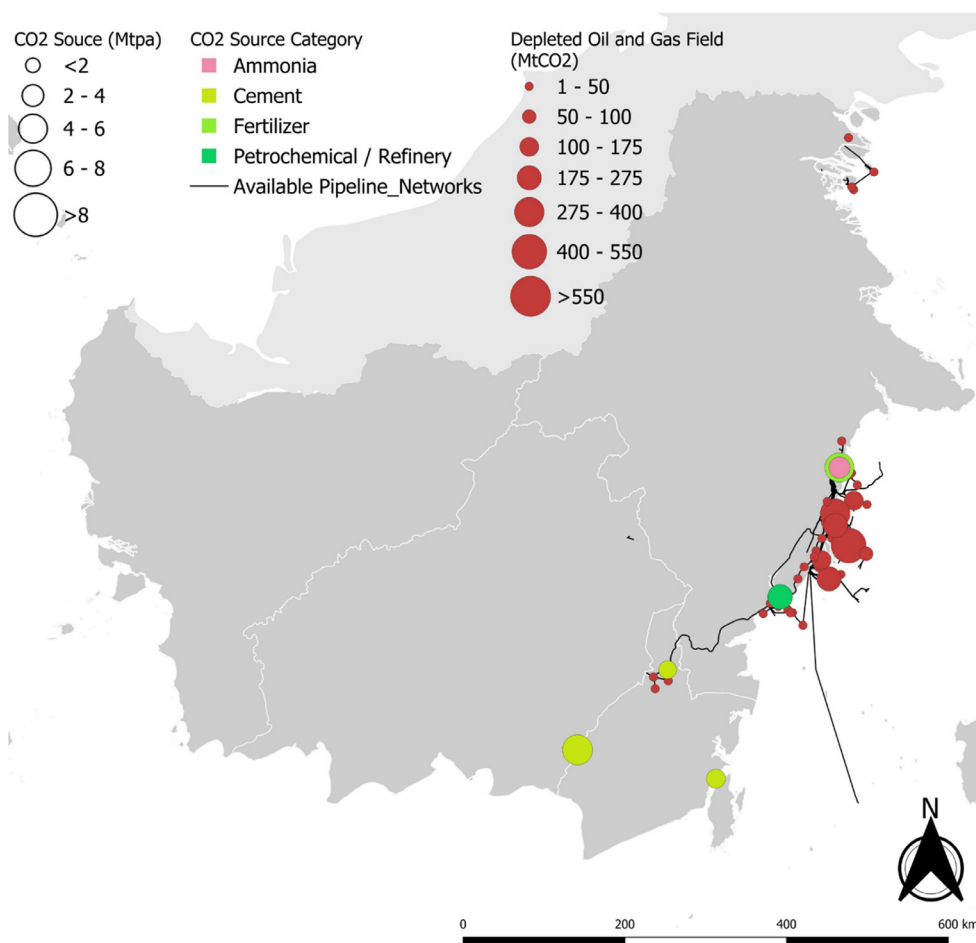 CO2 Souce (Mtpa)
<2
2 - 4
4 - 6
6 - 8
>8
CO2 Source Category
Ammonia
Cement
Fertilizer
Petrochemical / Refinery
Available Pipeline_Networks
Depleted Oil and Gas Field
(MtCO2)
1 - 50
50 - 100
100 - 175
175 - 275
275 - 400
400 - 550
>550
N
0 200 400 600 km